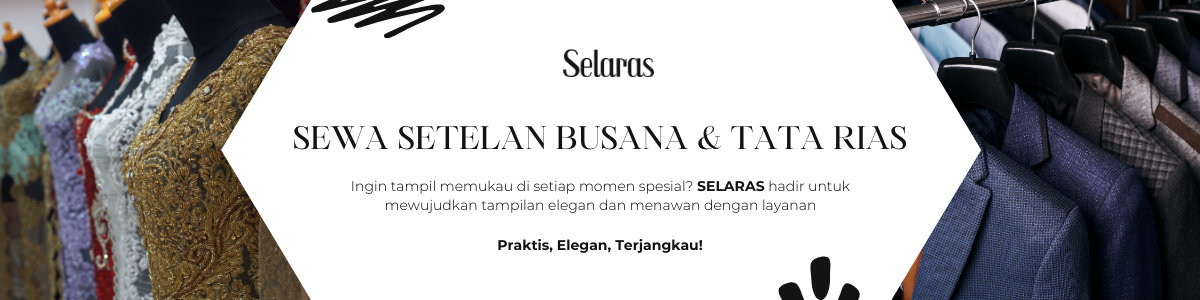 Selaras
SEWA SETELAN BUSANA & TATA RIAS
Ingin tampil memukau di setiap momen spesial? SELARAS hadir untuk
mewujudkan tampilan elegan dan menawan dengan layanan
Praktis, Elegan, Terjangkau!